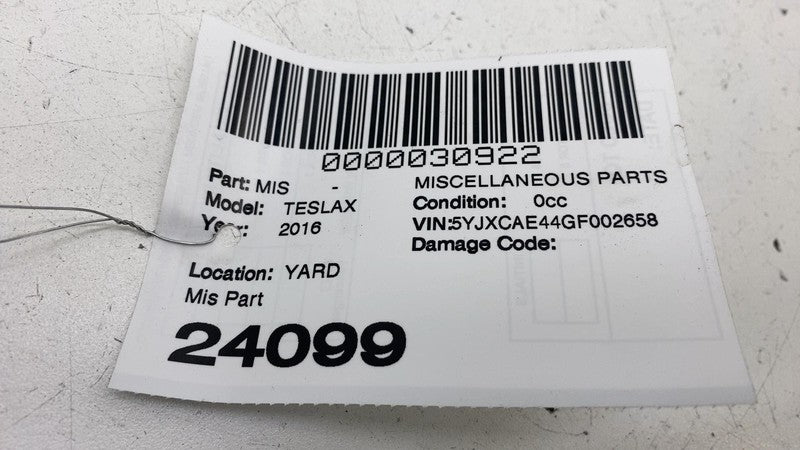 0000030922
Part: MIS - MISCELLANEOUS PARTS
Model: TESLAX Condition: 0cc
Year: 2016 VIN:5YJXCAE44GF002658
Damage Code:
Location: YARD
Mis Part
24099